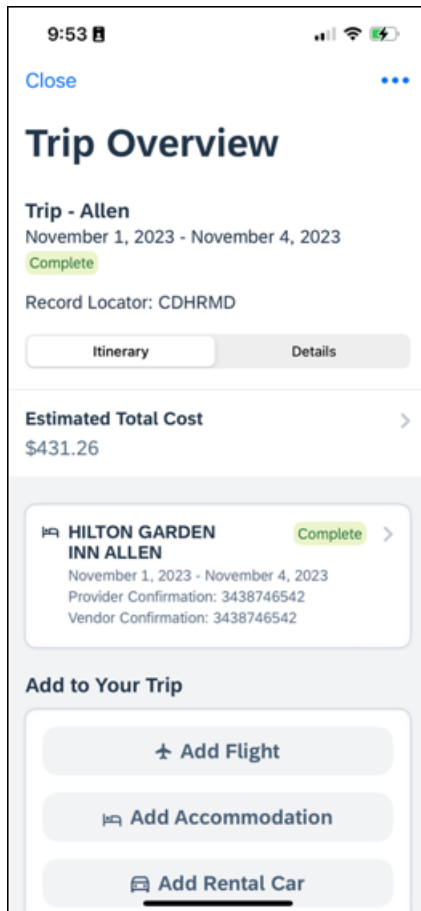 9:53
Close
Trip Overview
Trip - Allen
November 1, 2023 - November 4, 2023
Complete
Record Locator: CDHRMD
Itinerary
Details
Estimated Total Cost
$431.26
HILTON GARDEN
INN ALLEN
Complete
November 1, 2023 - November 4, 2023
Provider Confirmation: 3438746542
Vendor Confirmation: 3438746542
Add to Your Trip
Add Flight
Add Accommodation
Add Rental Car